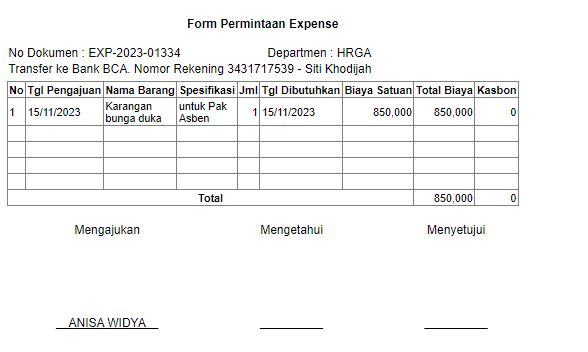 Form Permintaan Expense
No Dokumen : EXP-2023-01334 Departmen : HRGA
Transfer ke Bank BCA. Nomor Rekening 3431717539 - Siti Khodijah
No Tgl Pengajuan Nama Barang Spesifikasi Jml Tgl Dibutuhkan Biaya Satuan Total Biaya Kasbon
1 15/11/2023 Karangan bunga duka untuk Pak Asben 1 15/11/2023 850,000 850,000 0
Total 850,000 0
Mengajukan Mengetahui Menyetujui
ANISA WIDYA